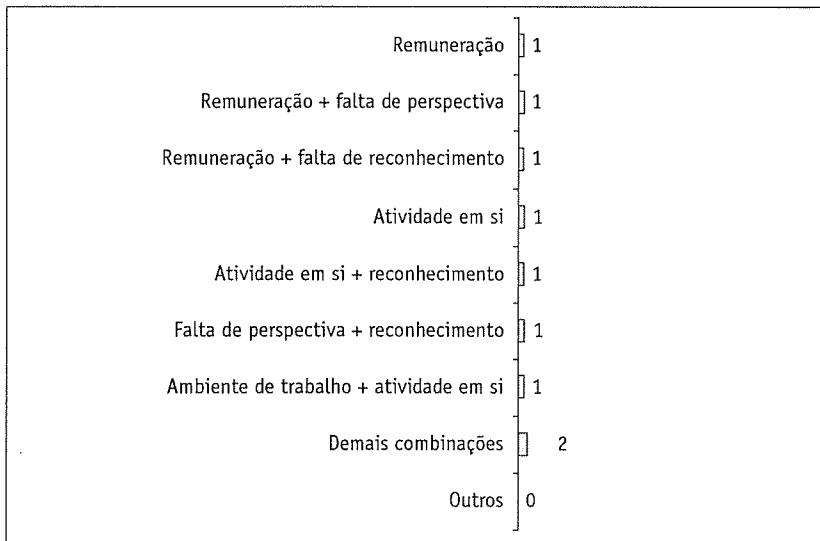 Remuneração 1
Remuneração + falta de perspectiva 1
Remuneração + falta de reconhecimento 1
Atividade em si 1
Atividade em si + reconhecimento 1
Falta de perspectiva + reconhecimento 1
Ambiente de trabalho + atividade em si 1
Demais combinações 2
Outros 0